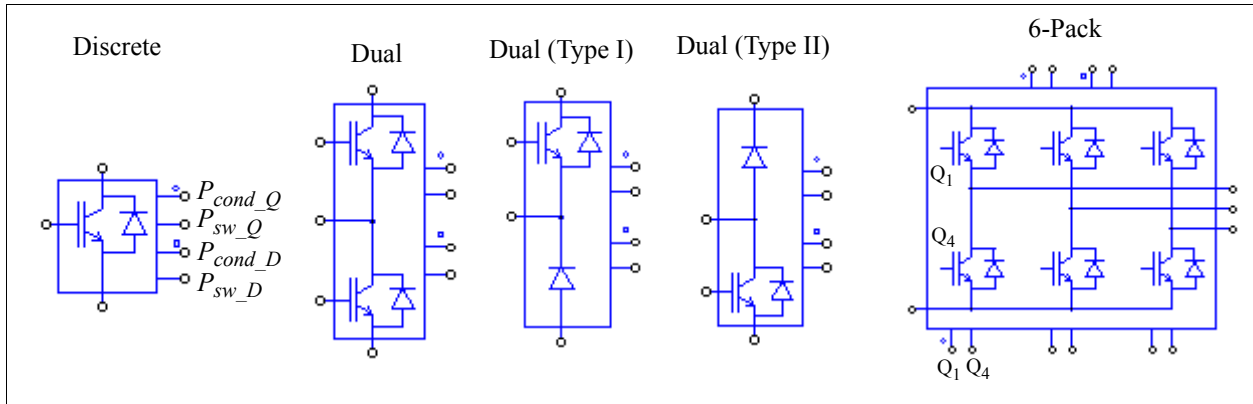 Discrete
Dual
Dual (Type I)
Dual (Type II)
6-Pack
P_cond_Q
P_sw_Q
P_cond_D
P_sw_D
Q1
Q4
Q1 Q4